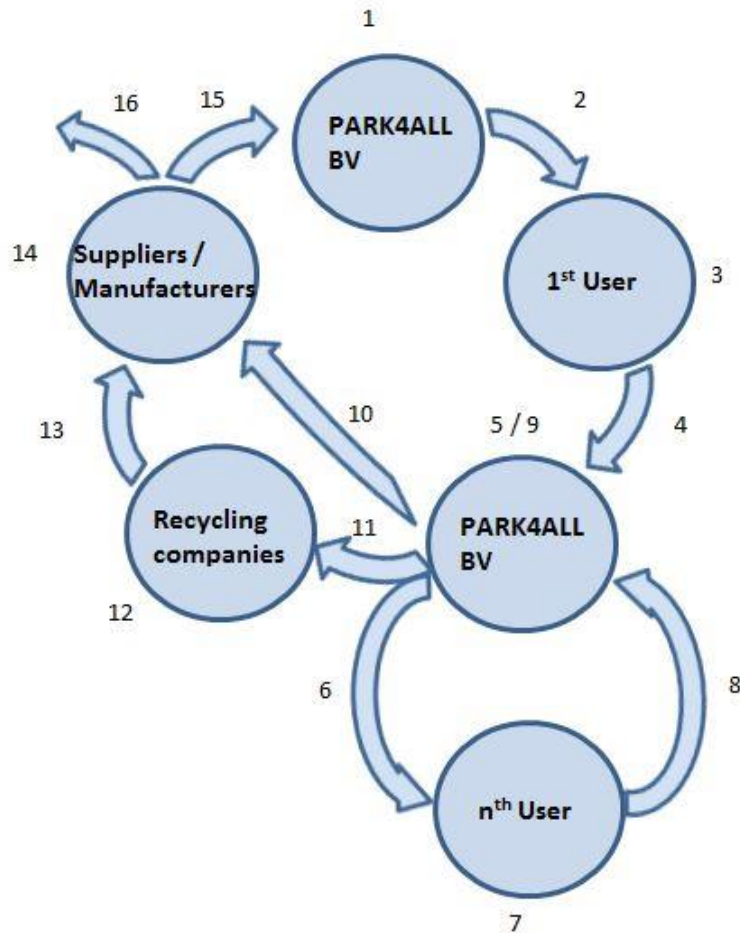 1
16
15
2
PARK4ALL
BV
14
Suppliers /
Manufacturers
1st User
3
13
10
5 / 9
4
Recycling
companies
11
PARK4ALL
BV
12
6
8
nth User
7